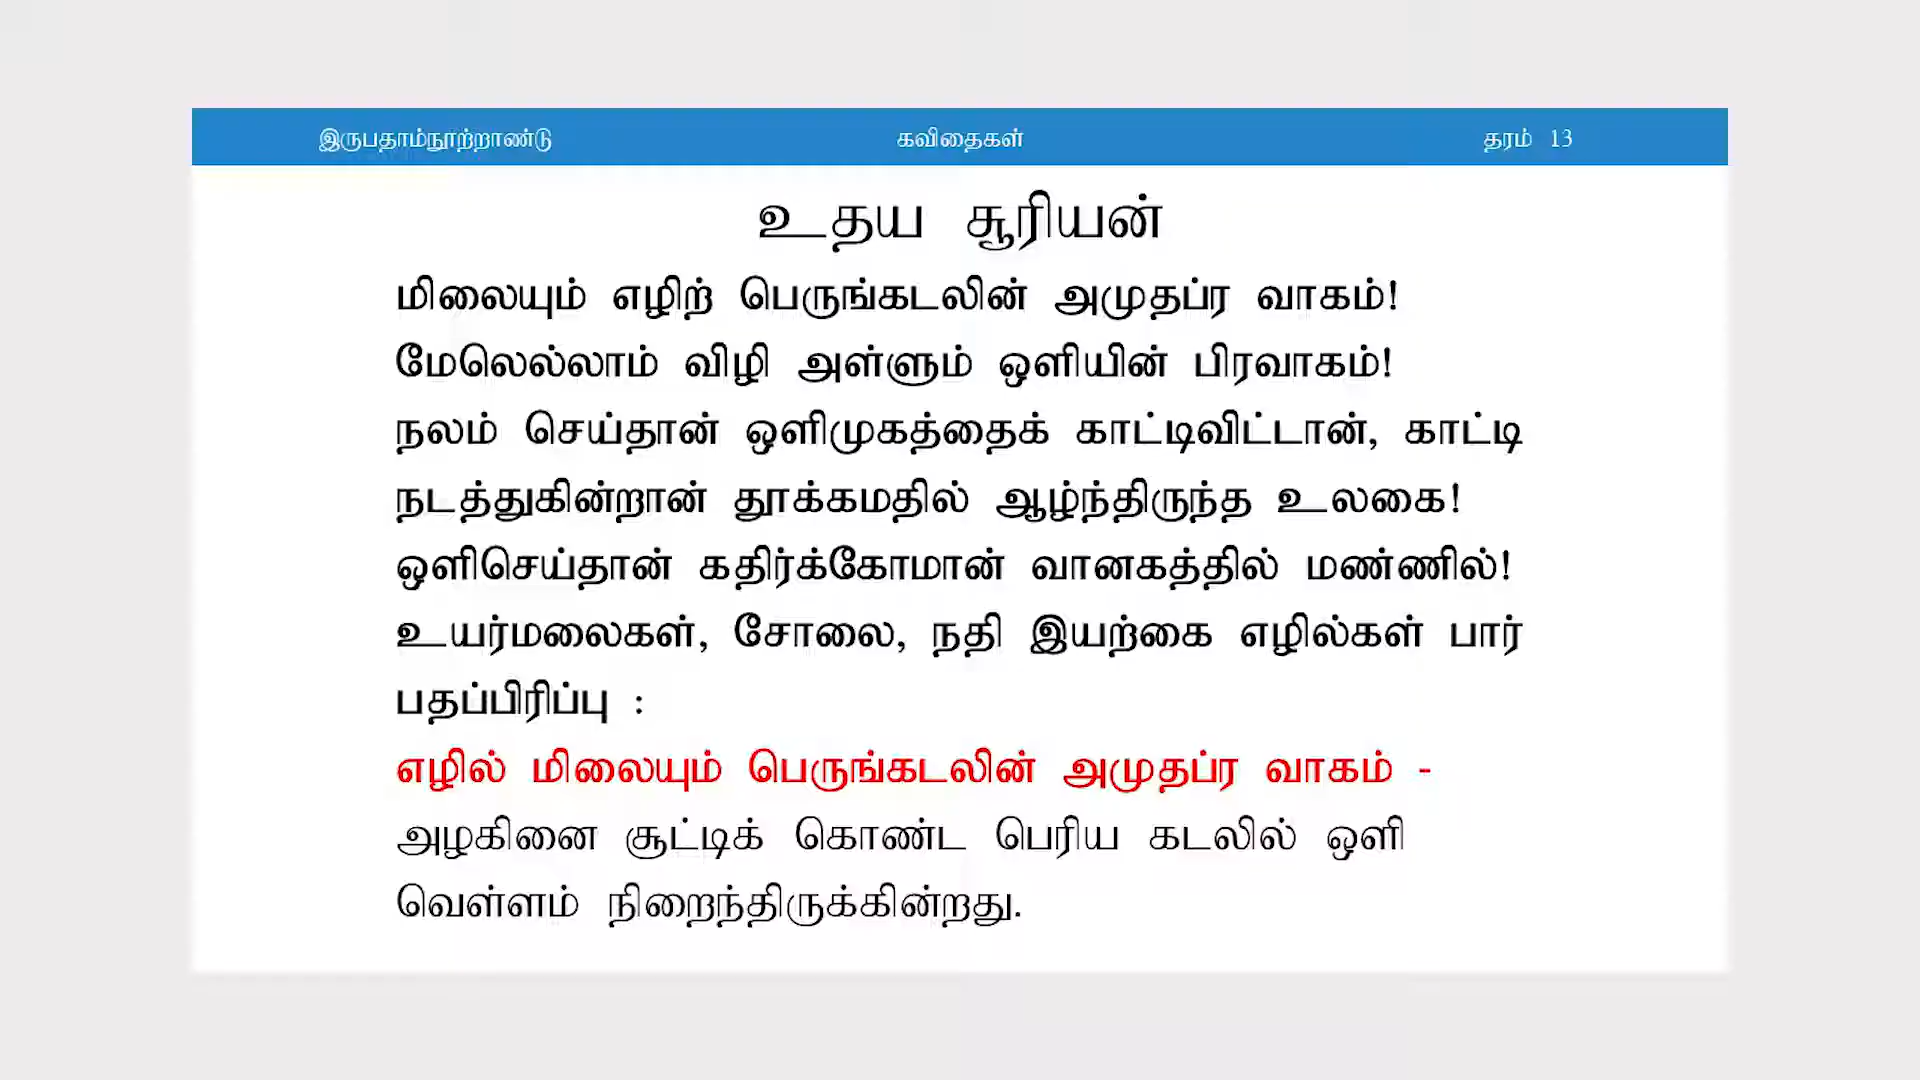 இருபதாம்நூற்றாண்டு கவிதைகள் தரம் 13
உதய சூரியன்
மிலையும் எழிற் பெருங்கடலின் அமுதப்ர வாகம்!
மேலெல்லாம் விழி அள்ளும் ஒளியின் பிரவாகம்!
நலம் செய்தான் ஒளிமுகத்தைக் காட்டிவிட்டான், காட்டி
நடத்துகின்றான் தூக்கமதில் ஆழ்ந்திருந்த உலகை!
ஒளிசெய்தான் கதிர்க்கோமான் வானகத்தில் மண்ணில்!
உயர்மலைகள், சோலை, நதி இயற்கை எழில்கள் பார்
பதப்பிரிப்பு :
எழில் மிலையும் பெருங்கடலின் அமுதப்ர வாகம் -
அழகினை சூட்டிக் கொண்ட பெரிய கடலில் ஒளி
வெள்ளம் நிறைந்திருக்கின்றது.